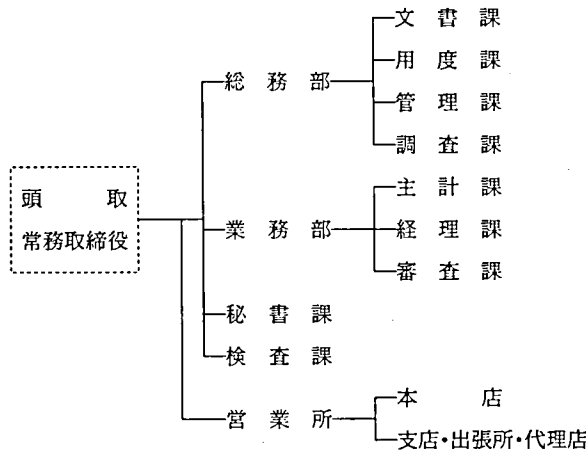 頭取
常務取締役
総務部
文書課
用度課
管理課
調査課
業務部
主計課
経理課
審査課
秘書課
検査課
営業所
本店
支店・出張所・代理店